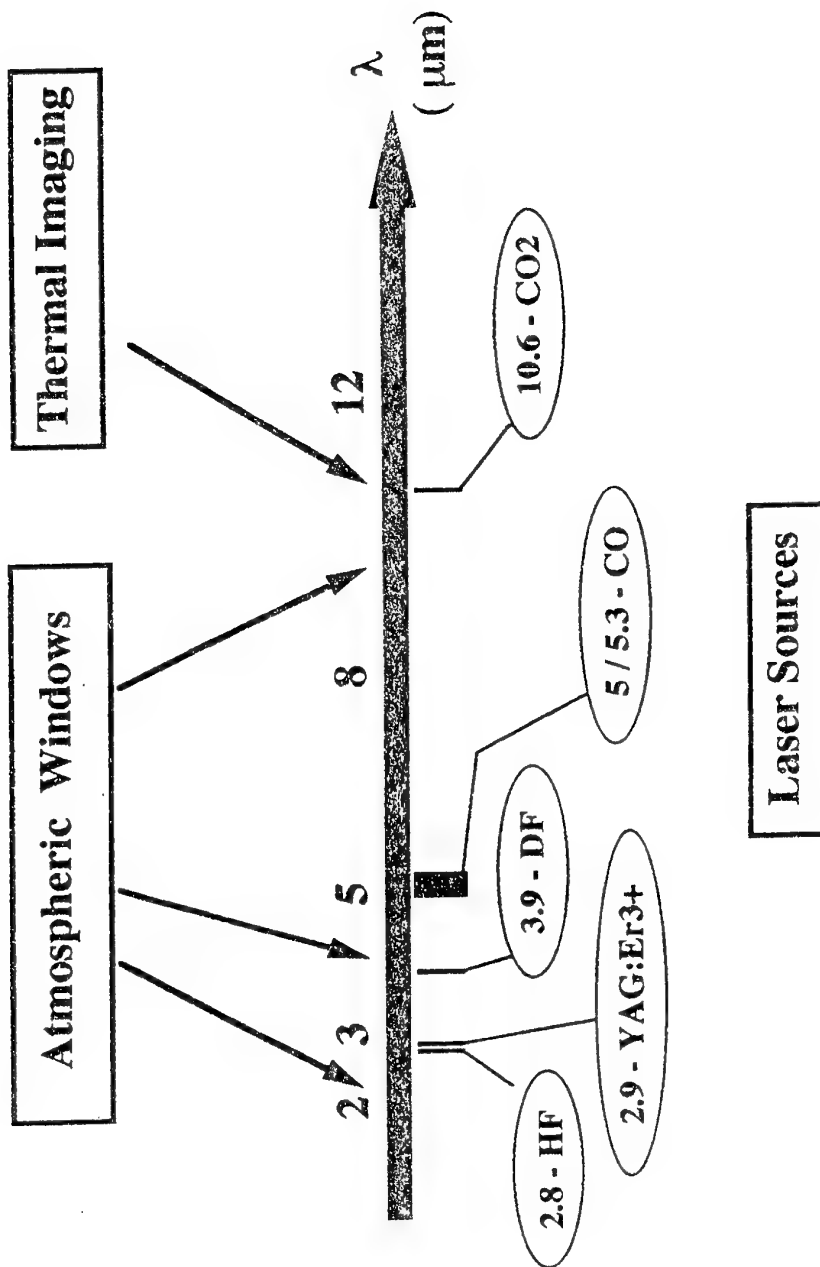 Atmospheric Windows
Thermal Imaging
2 3 5 8 12 λ
( µm)
2.8 - HF
2.9 - YAG:Er3+
3.9 - DF
5 / 5.3 - CO
10.6 - CO2
Laser Sources